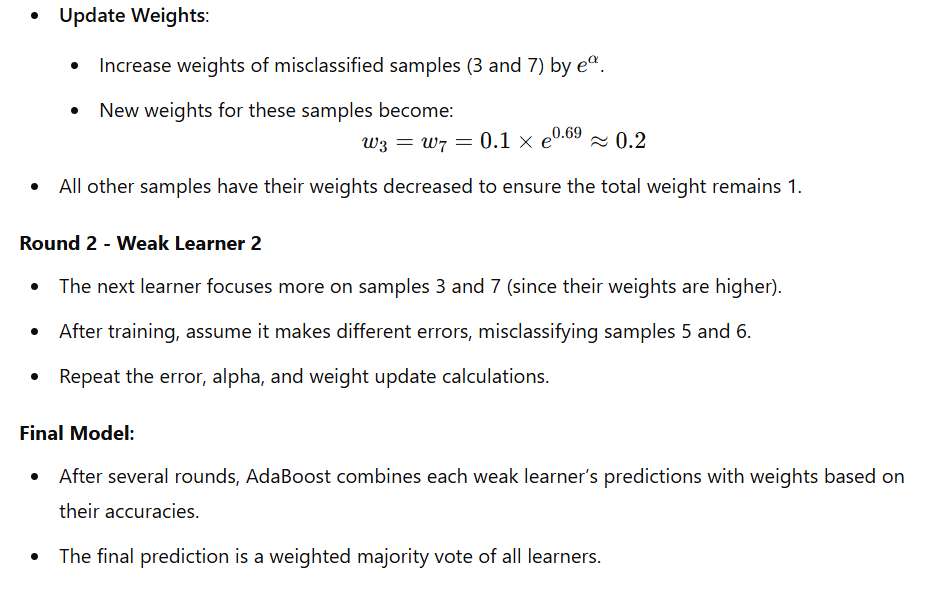 • Update Weights:
• Increase weights of misclassified samples (3 and 7) by e^α.
• New weights for these samples become:
w₃ = w₇ = 0.1 × e^0.69 ≈ 0.2
• All other samples have their weights decreased to ensure the total weight remains 1.
Round 2 - Weak Learner 2
• The next learner focuses more on samples 3 and 7 (since their weights are higher).
• After training, assume it makes different errors, misclassifying samples 5 and 6.
• Repeat the error, alpha, and weight update calculations.
Final Model:
• After several rounds, AdaBoost combines each weak learner’s predictions with weights based on
their accuracies.
• The final prediction is a weighted majority vote of all learners.